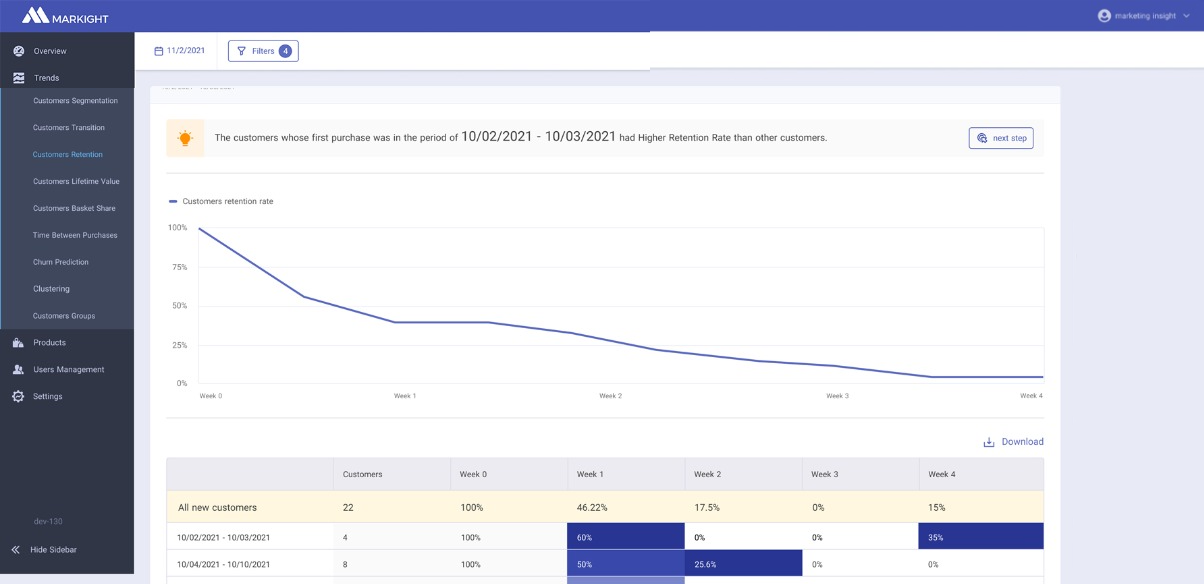 MARKIGHT
marketing insight
Overview
11/2/2021
Filters 4
Trends
Customers Segmentation
Customers Transition
Customers Retention
Customers Lifetime Value
Customers Basket Share
Time Between Purchases
Churn Prediction
Clustering
Customers Groups
Products
Users Management
Settings
dev-130
Hide Sidebar
The customers whose first purchase was in the period of 10/02/2021 - 10/03/2021 had Higher Retention Rate than other customers.
next step
Customers retention rate
100%
75%
50%
25%
0%
Week 0 Week 1 Week 2 Week 3 Week 4
Download
Customers Week 0 Week 1 Week 2 Week 3 Week 4
All new customers 22 100% 46.22% 17.5% 0% 15%
10/02/2021 - 10/03/2021 4 100% 60% 0% 0% 35%
10/04/2021 - 10/10/2021 8 100% 50% 25.6% 0% 0%